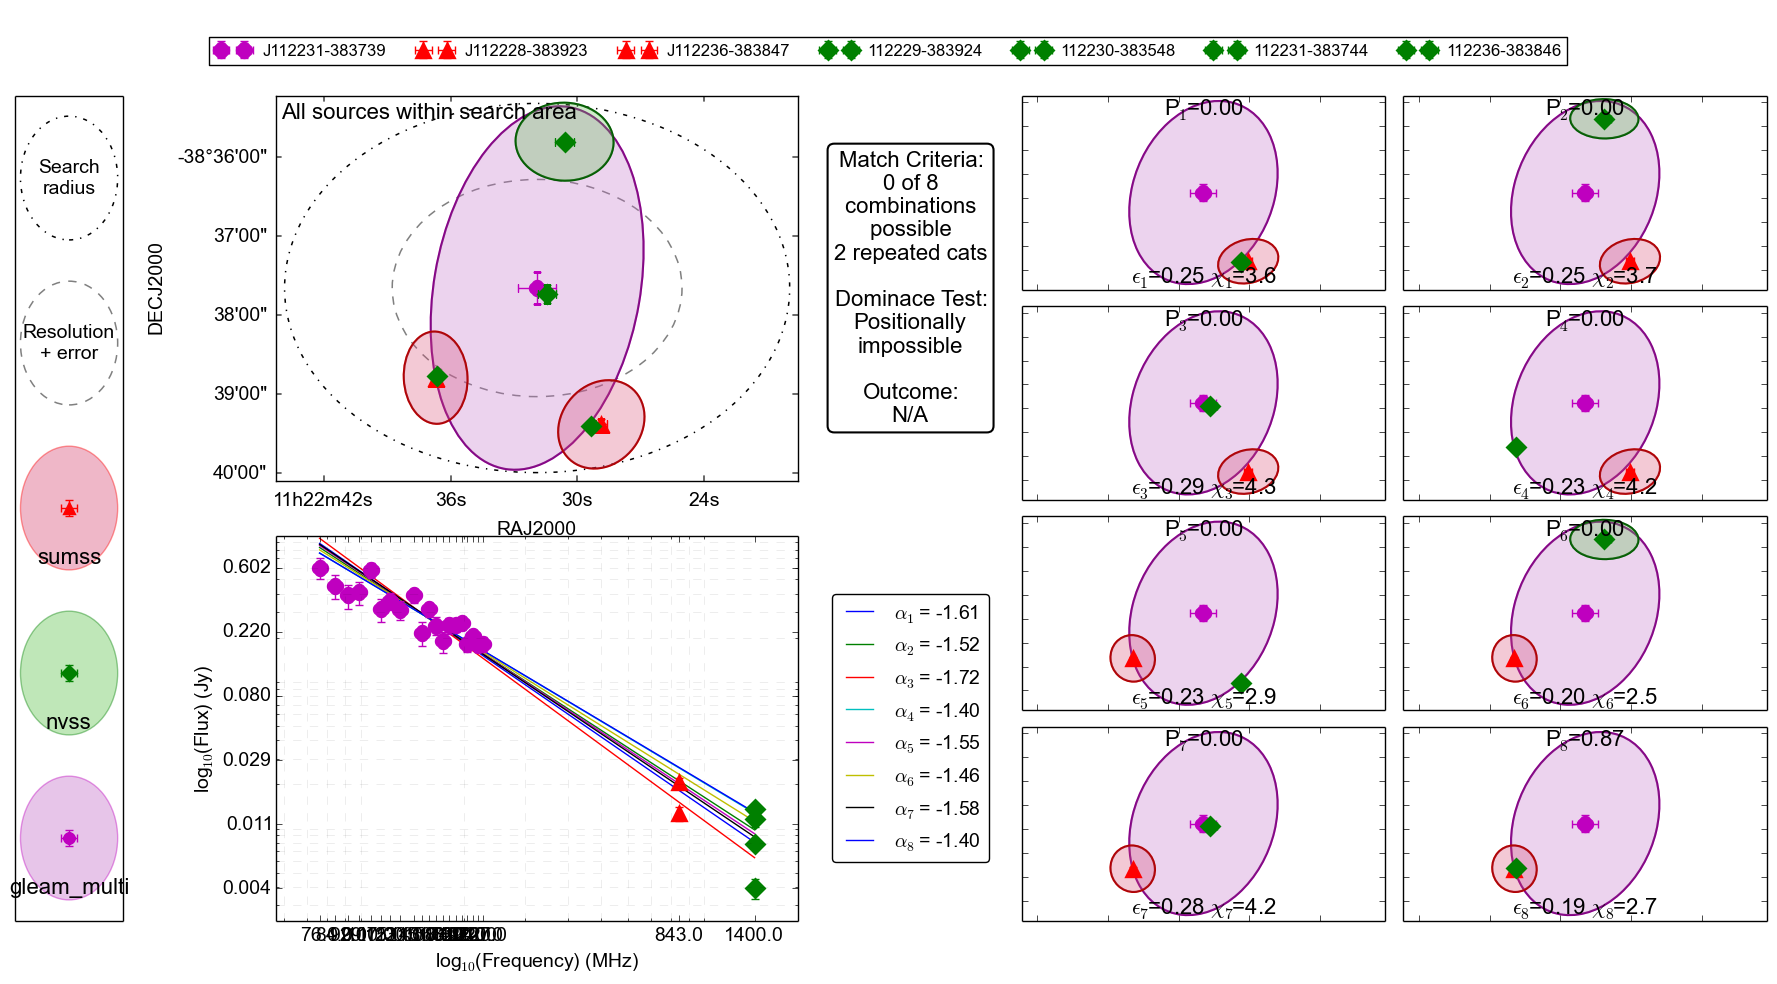 J112231-383739 J112228-383923 J112236-383847 112229-383924 112230-383548 112231-383744 112236-383846
Search
radius
Resolution
+ error
sumss
nvss
gleam_multi
All sources within search area
-38°36'00"
37'00"
38'00"
39'00"
40'00"
DECJ2000
11h22m42s 36s 30s 24s
RAJ2000
Match Criteria:
0 of 8
combinations
possible
2 repeated cats
Dominace Test:
Positionally
impossible
Outcome:
N/A
0.602
0.220
0.080
0.029
0.011
0.004
log10(Flux) (Jy)
843.0 1400.0
log10(Frequency) (MHz)
α1 = -1.61
α2 = -1.52
α3 = -1.72
α4 = -1.40
α5 = -1.55
α6 = -1.46
α7 = -1.58
α8 = -1.40
P1=0.00
ϵ1=0.25 χ1=3.6
P2=0.00
ϵ2=0.25 χ2=3.7
P3=0.00
ϵ3=0.29 χ3=4.3
P4=0.00
ϵ4=0.23 χ4=4.2
P5=0.00
ϵ5=0.23 χ5=2.9
P6=0.00
ϵ6=0.20 χ6=2.5
P7=0.00
ϵ7=0.28 χ7=4.2
P8=0.87
ϵ8=0.19 χ8=2.7